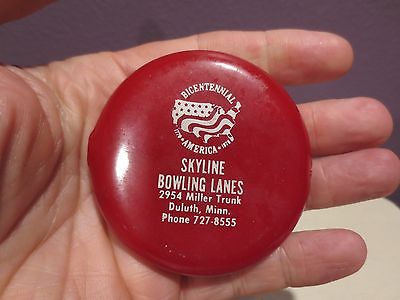 BICENTENNIAL
1776 AMERICA 1976
SKYLINE
BOWLING LANES
2954 Miller Trunk
Duluth, Minn.
Phone 727-8555